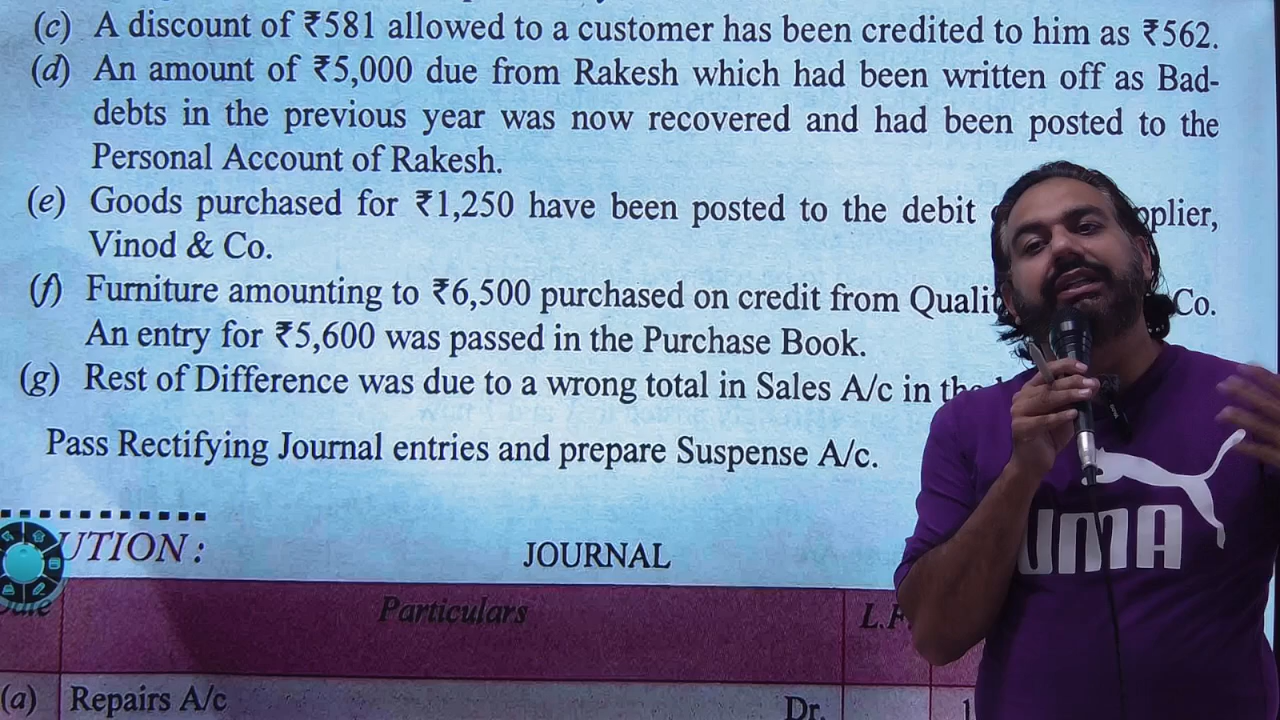 (c) A discount of ₹581 allowed to a customer has been credited to him as ₹562.
(d) An amount of ₹5,000 due from Rakesh which had been written off as Bad-
debts in the previous year was now recovered and had been posted to the
Personal Account of Rakesh.
(e) Goods purchased for ₹1,250 have been posted to the debit
Vinod & Co.
(f) Furniture amounting to ₹6,500 purchased on credit from Co.
An entry for ₹5,600 was passed in the Purchase Book.
(g) Rest of Difference was due to a wrong total in Sales A/c in
Pass Rectifying Journal entries and prepare Suspense A/c.
UTION:
JOURNAL
Particulars
(a) Repairs A/c Dr.
UMA